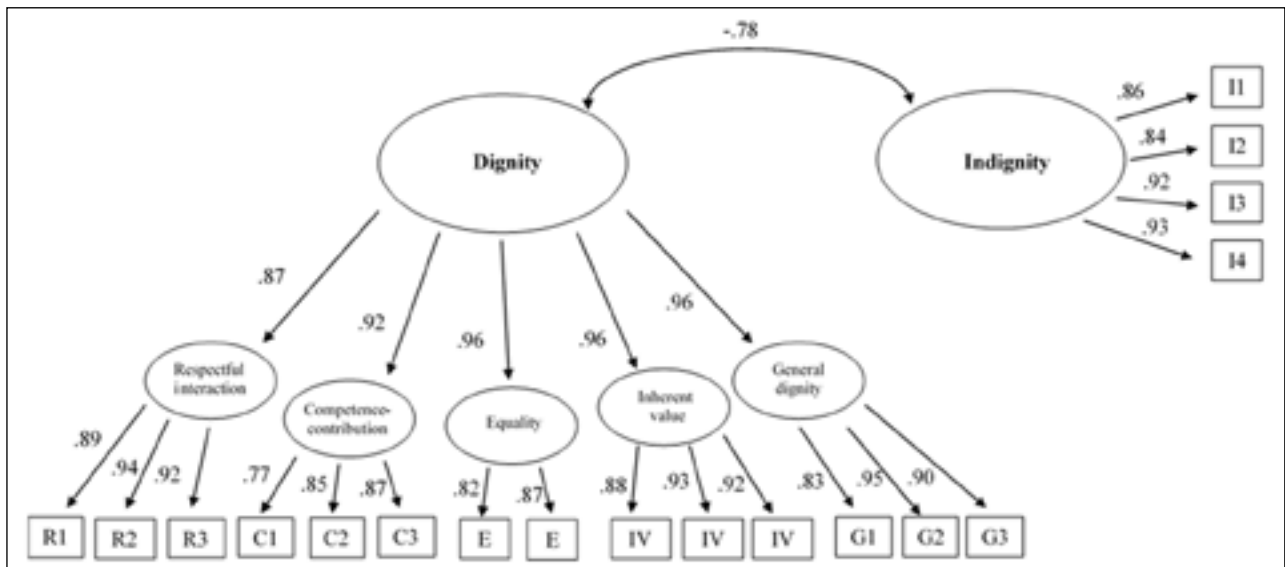 -.78
Dignity
Indignity
.86
I1
.84
I2
.92
I3
.93
I4
.87
.92
.96
.96
.96
Respectful
interaction
Competence-
contribution
Equality
Inherent
value
General
dignity
.89
.94
.92
.77
.85
.87
.82
.87
.88
.93
.92
.83
.95
.90
R1
R2
R3
C1
C2
C3
E
E
IV
IV
IV
G1
G2
G3